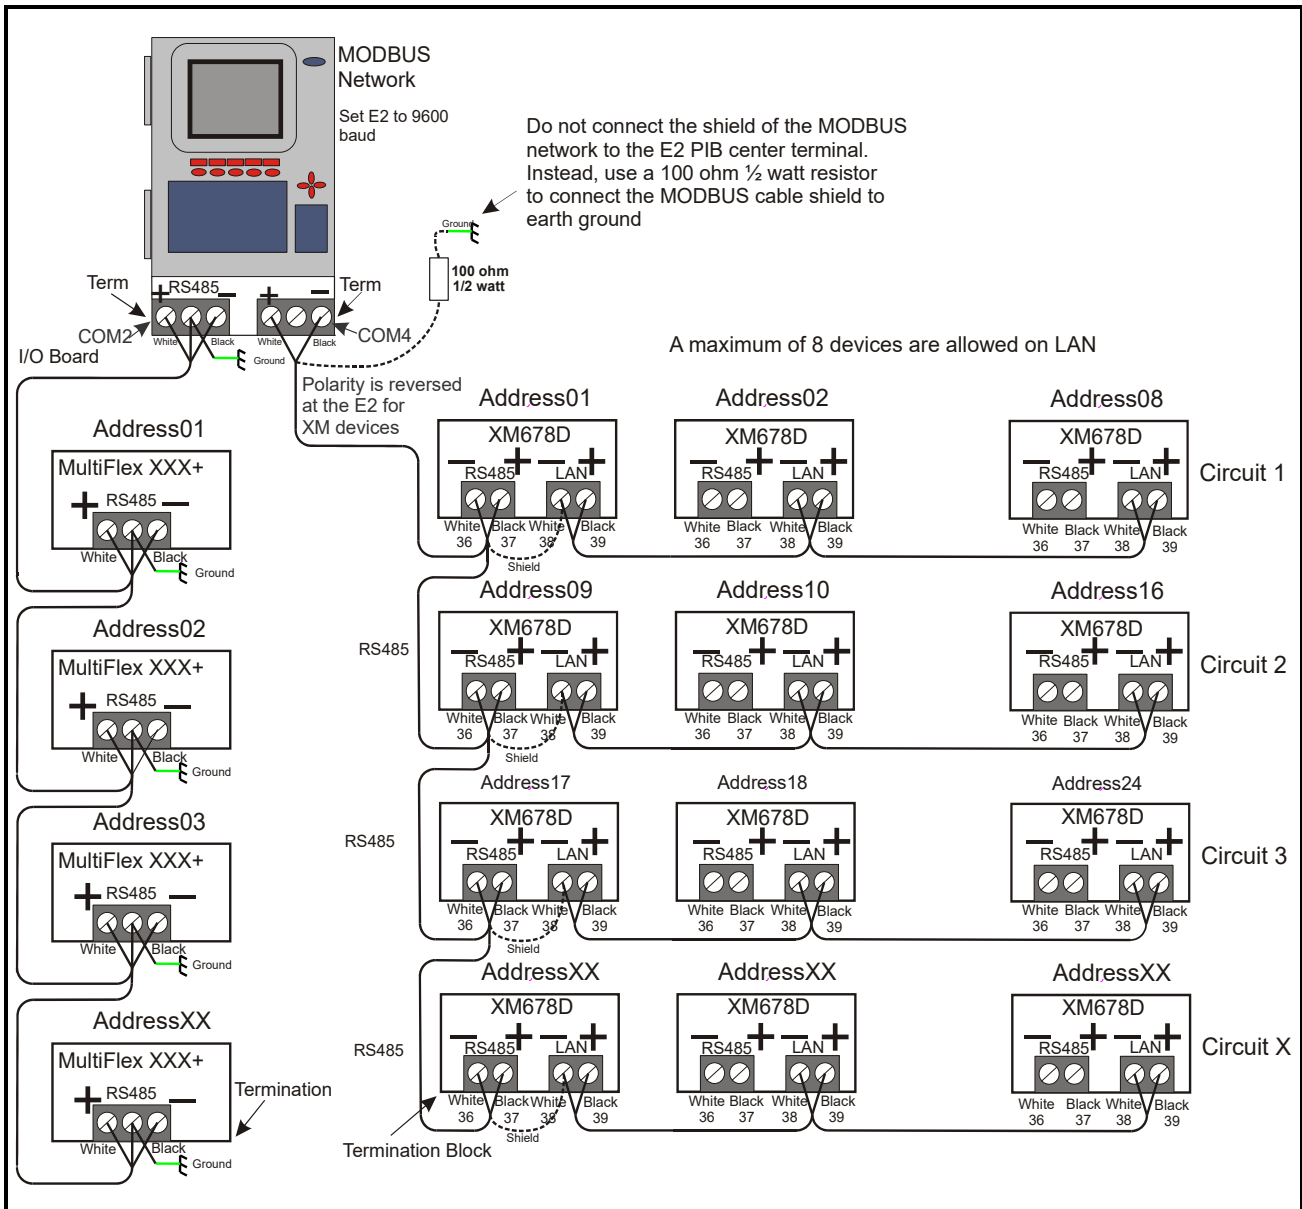 MODBUS
Network
Set E2 to 9600
baud
Do not connect the shield of the MODBUS
network to the E2 PIB center terminal.
Instead, use a 100 ohm ½ watt resistor
to connect the MODBUS cable shield to
earth ground
Ground
100 ohm
1/2 watt
Term
+ RS485 −
+ −
Term
COM2
White Black
White Black
COM4
I/O Board
Ground
A maximum of 8 devices are allowed on LAN
Polarity is reversed
at the E2 for
XM devices
Address01
MultiFlex XXX+
+ RS485 −
White Black
Ground
Address02
MultiFlex XXX+
+ RS485 −
White Black
Ground
Address03
MultiFlex XXX+
+ RS485 −
White Black
Ground
AddressXX
MultiFlex XXX+
+ RS485 −
White Black
Ground
Termination
Address01 Address02 Address08
XM678D XM678D XM678D
− + − + − + − + − + − +
RS485 LAN RS485 LAN RS485 LAN
Circuit 1
White Black White Black White Black White Black White Black White Black
36 37 38 39 36 37 38 39 36 37 38 39
Shield
Address09 Address10 Address16
XM678D XM678D XM678D
− + − + − + − + − + − +
RS485
RS485 LAN RS485 LAN RS485 LAN
Circuit 2
White Black White Black White Black White Black White Black White Black
36 37 38 39 36 37 38 39 36 37 38 39
Shield
Address17 Address18 Address24
XM678D XM678D XM678D
− + − + − + − + − + − +
RS485
RS485 LAN RS485 LAN RS485 LAN
Circuit 3
White Black White Black White Black White Black White Black White Black
36 37 38 39 36 37 38 39 36 37 38 39
Shield
AddressXX AddressXX AddressXX
XM678D XM678D XM678D
− + − + − + − + − + − +
RS485
RS485 LAN RS485 LAN RS485 LAN
Circuit X
White Black White Black White Black White Black White Black White Black
36 37 38 39 36 37 38 39 36 37 38 39
Shield
Termination Block